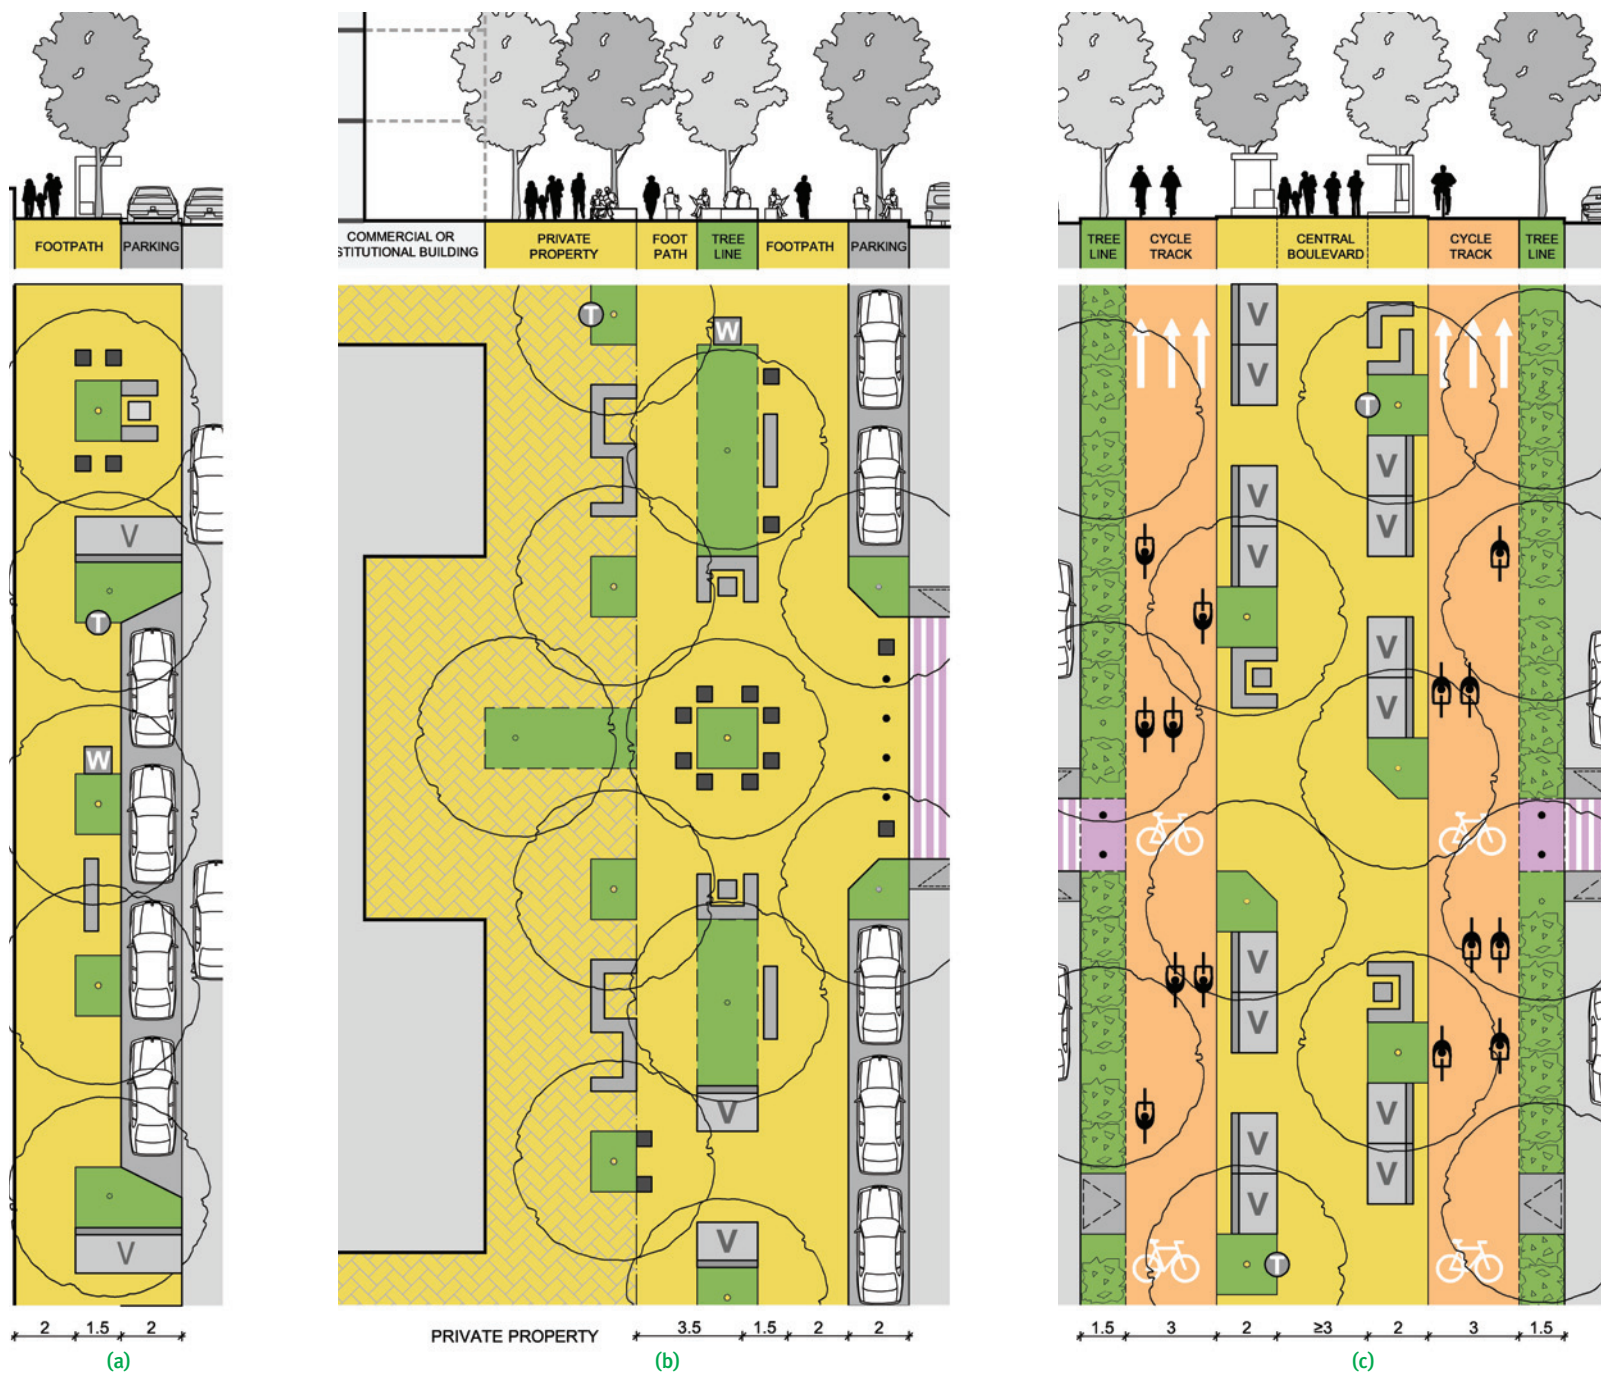 FOOTPATH PARKING
COMMERCIAL OR
STITUTIONAL BUILDING
PRIVATE
PROPERTY
FOOT
PATH
TREE
LINE
FOOTPATH
PARKING
TREE
LINE
CYCLE
TRACK
CENTRAL
BOULEVARD
CYCLE
TRACK
TREE
LINE
V
T
W
V
T
W
V
V
V
V
V
V
T
V
V
V
V
V
V
V
V
V
V
T
2 1.5 2
PRIVATE PROPERTY
3.5 1.5 2 2
1.5 3 2 ≥3 2 3 1.5
(a)
(b)
(c)